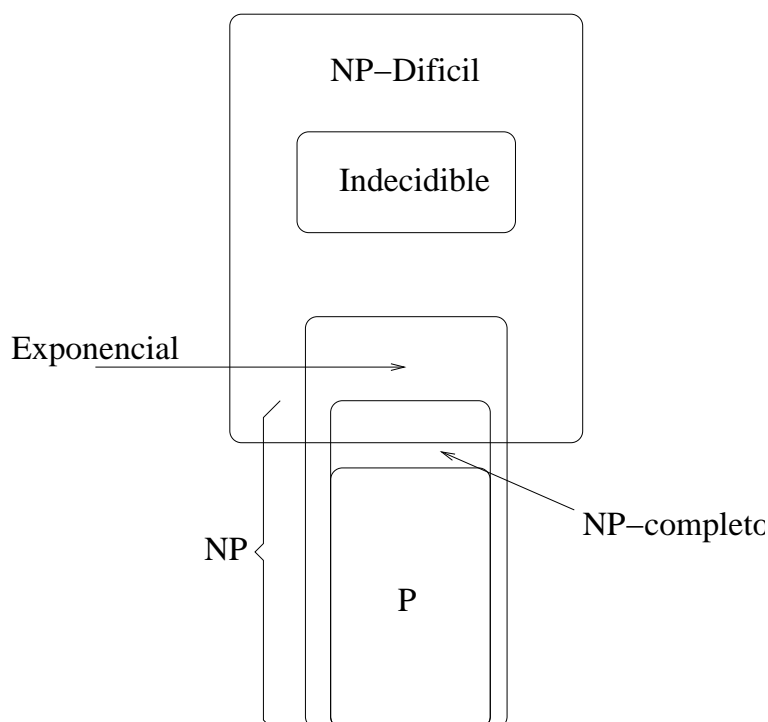 NP−Dificil
Indecidible
Exponencial
NP−completo
NP
P